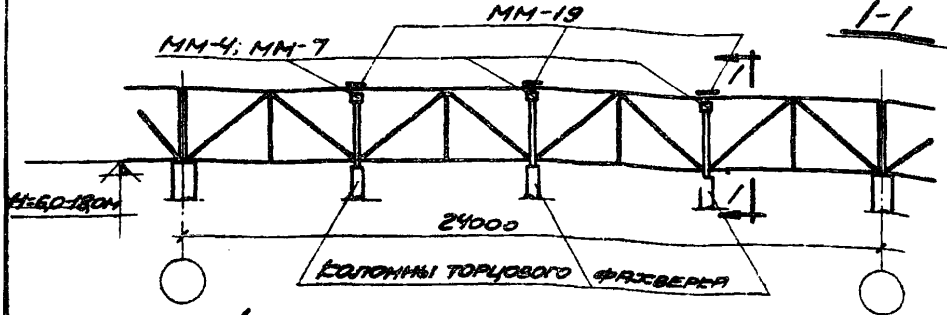 ММ-19
1-1
ММ-4; ММ-7
1
Н=6,0-18,0м
1
24000
колонны торцового фахверка